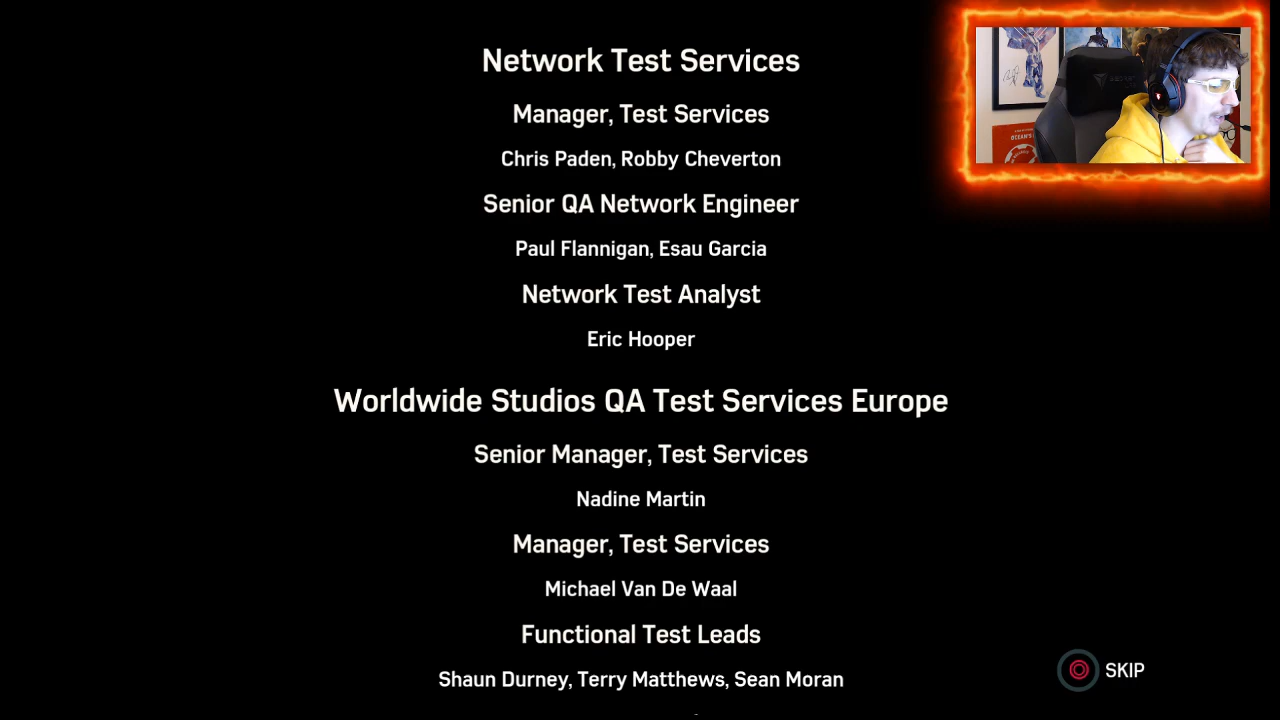 Network Test Services
Manager, Test Services
Chris Paden, Robby Cheverton
Senior QA Network Engineer
Paul Flannigan, Esau Garcia
Network Test Analyst
Eric Hooper
Worldwide Studios QA Test Services Europe
Senior Manager, Test Services
Nadine Martin
Manager, Test Services
Michael Van De Waal
Functional Test Leads
Shaun Durney, Terry Matthews, Sean Moran
SKIP
OCEAN'S